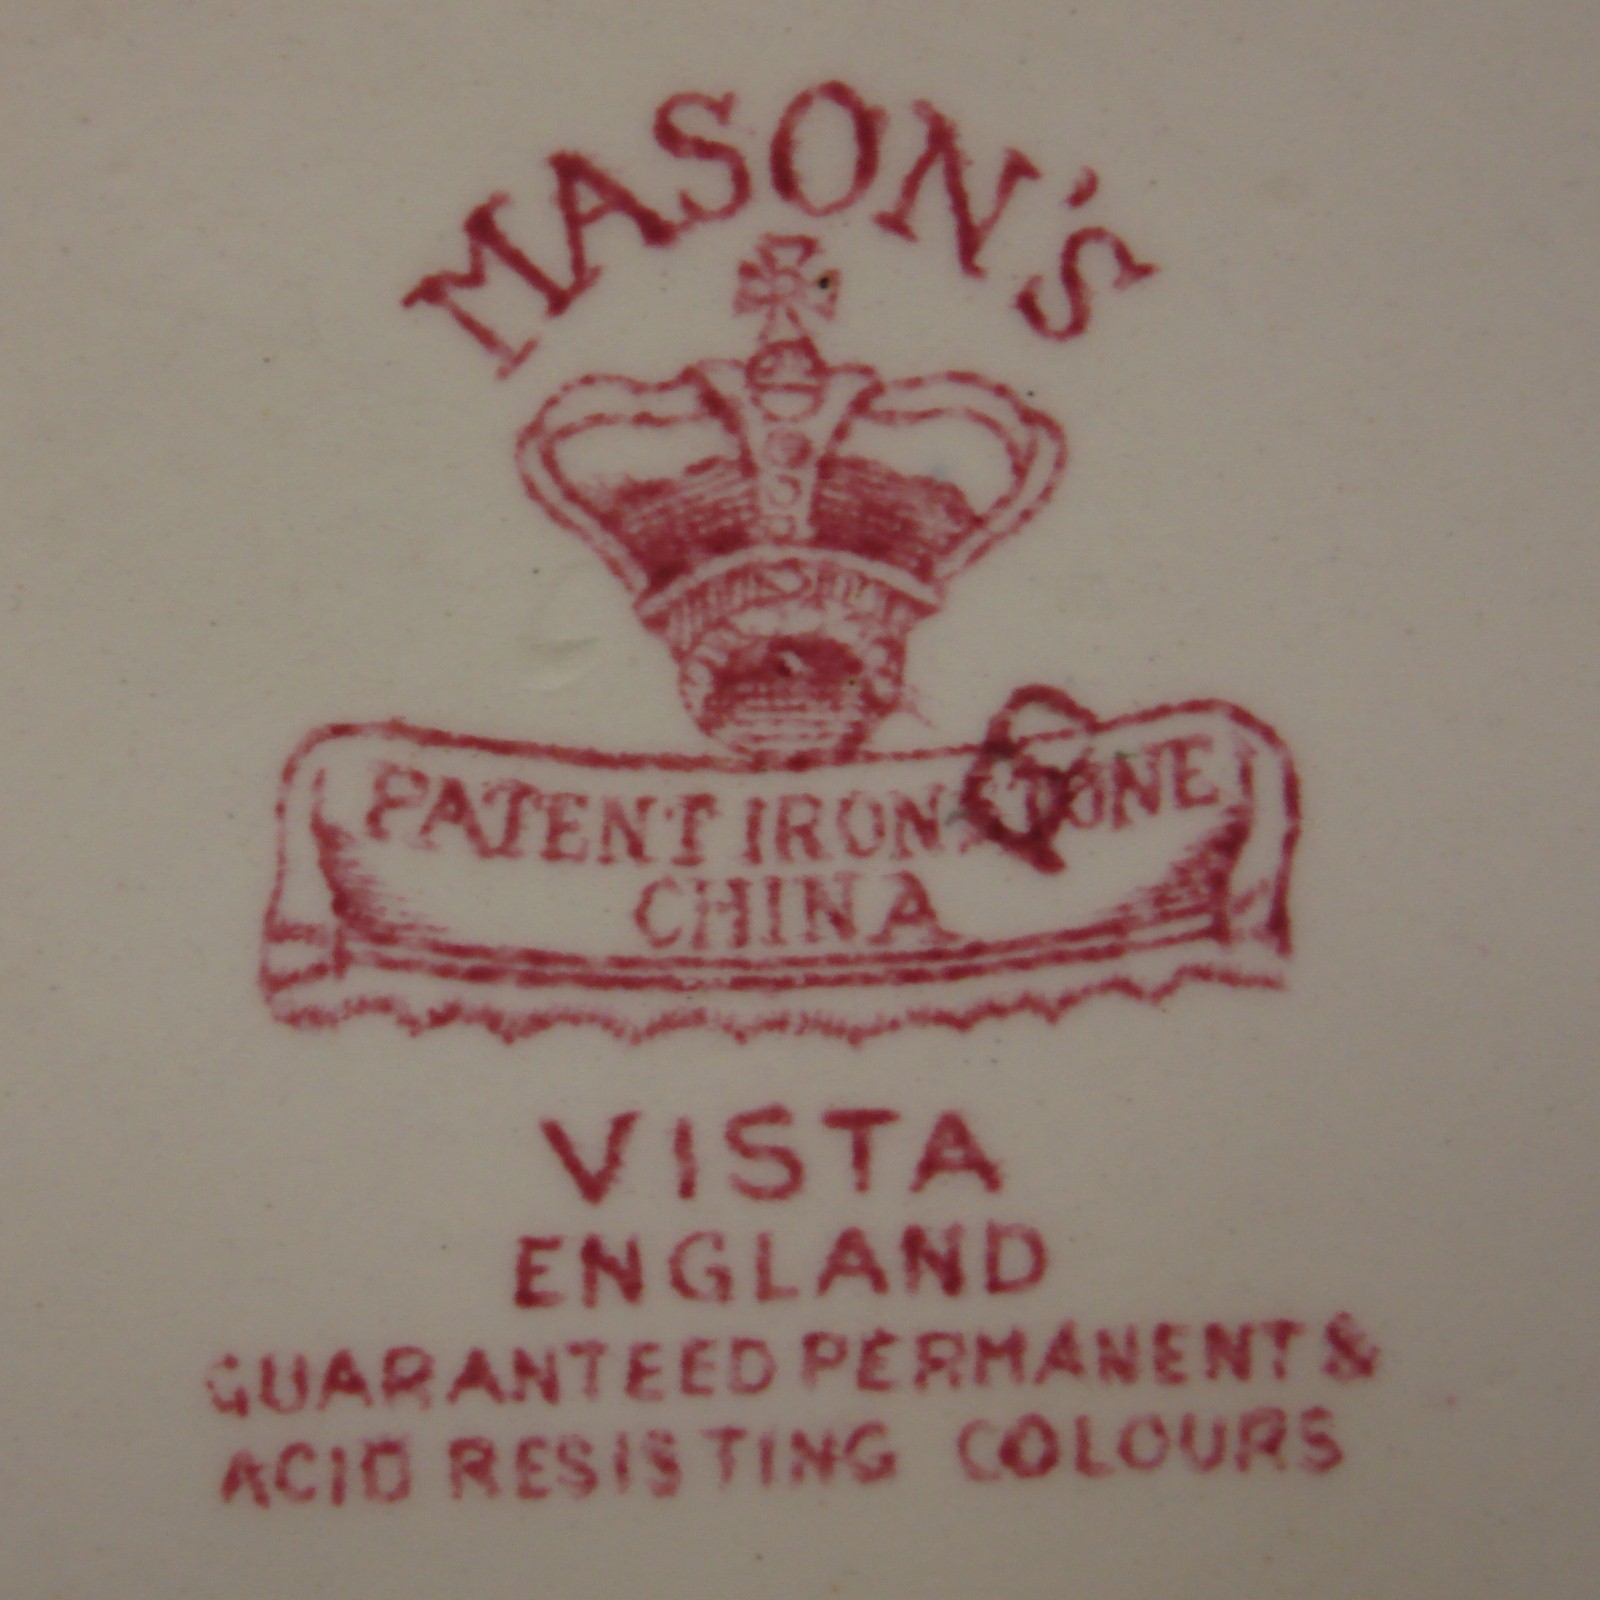 MASON'S
PATENT IRONSTONE
CHINA
VISTA
ENGLAND
GUARANTEED PERMANENT &
ACID RESISTING COLOURS